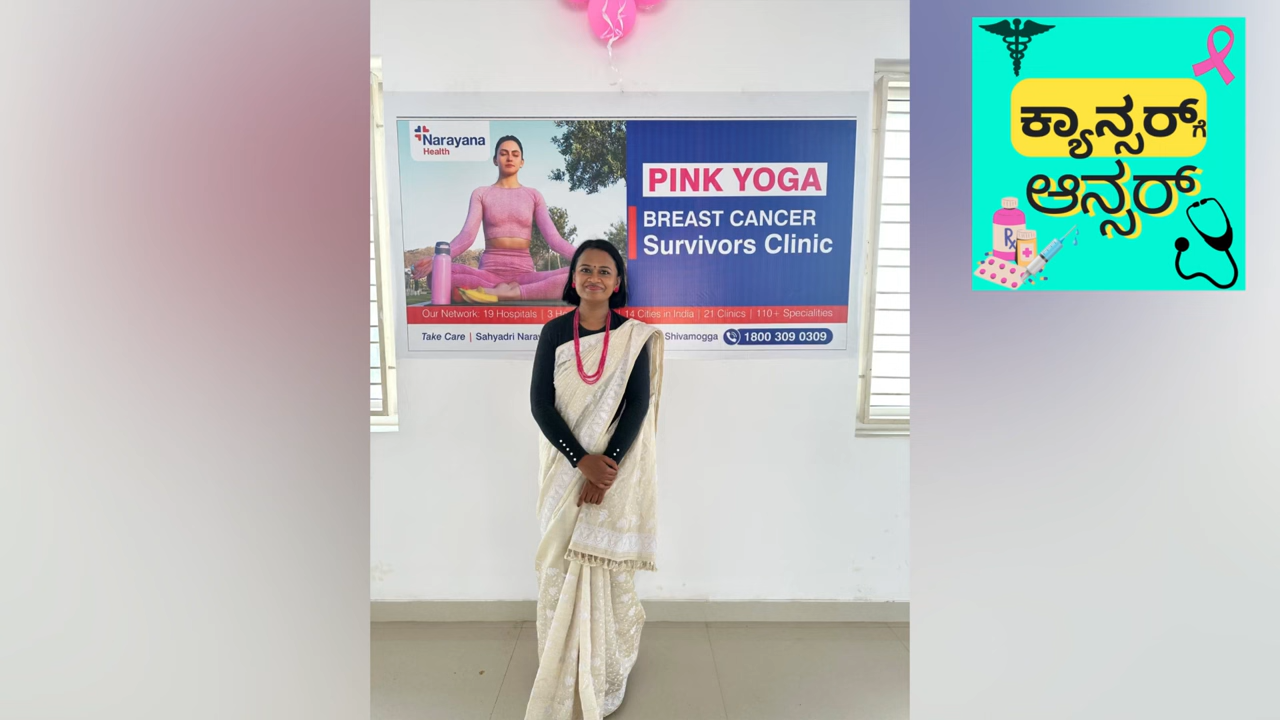 Narayana
Health
PINK YOGA
BREAST CANCER
Survivors Clinic
Our Network: 19 Hospitals | 3 14 Cities in India | 21 Clinics | 110+ Specialities
Take Care | Sahyadri Shivamogga 1800 309 0309
ಕ್ಯಾನ್ಸರ್‌ಗೆ
ಆನ್ಸರ್
Rx